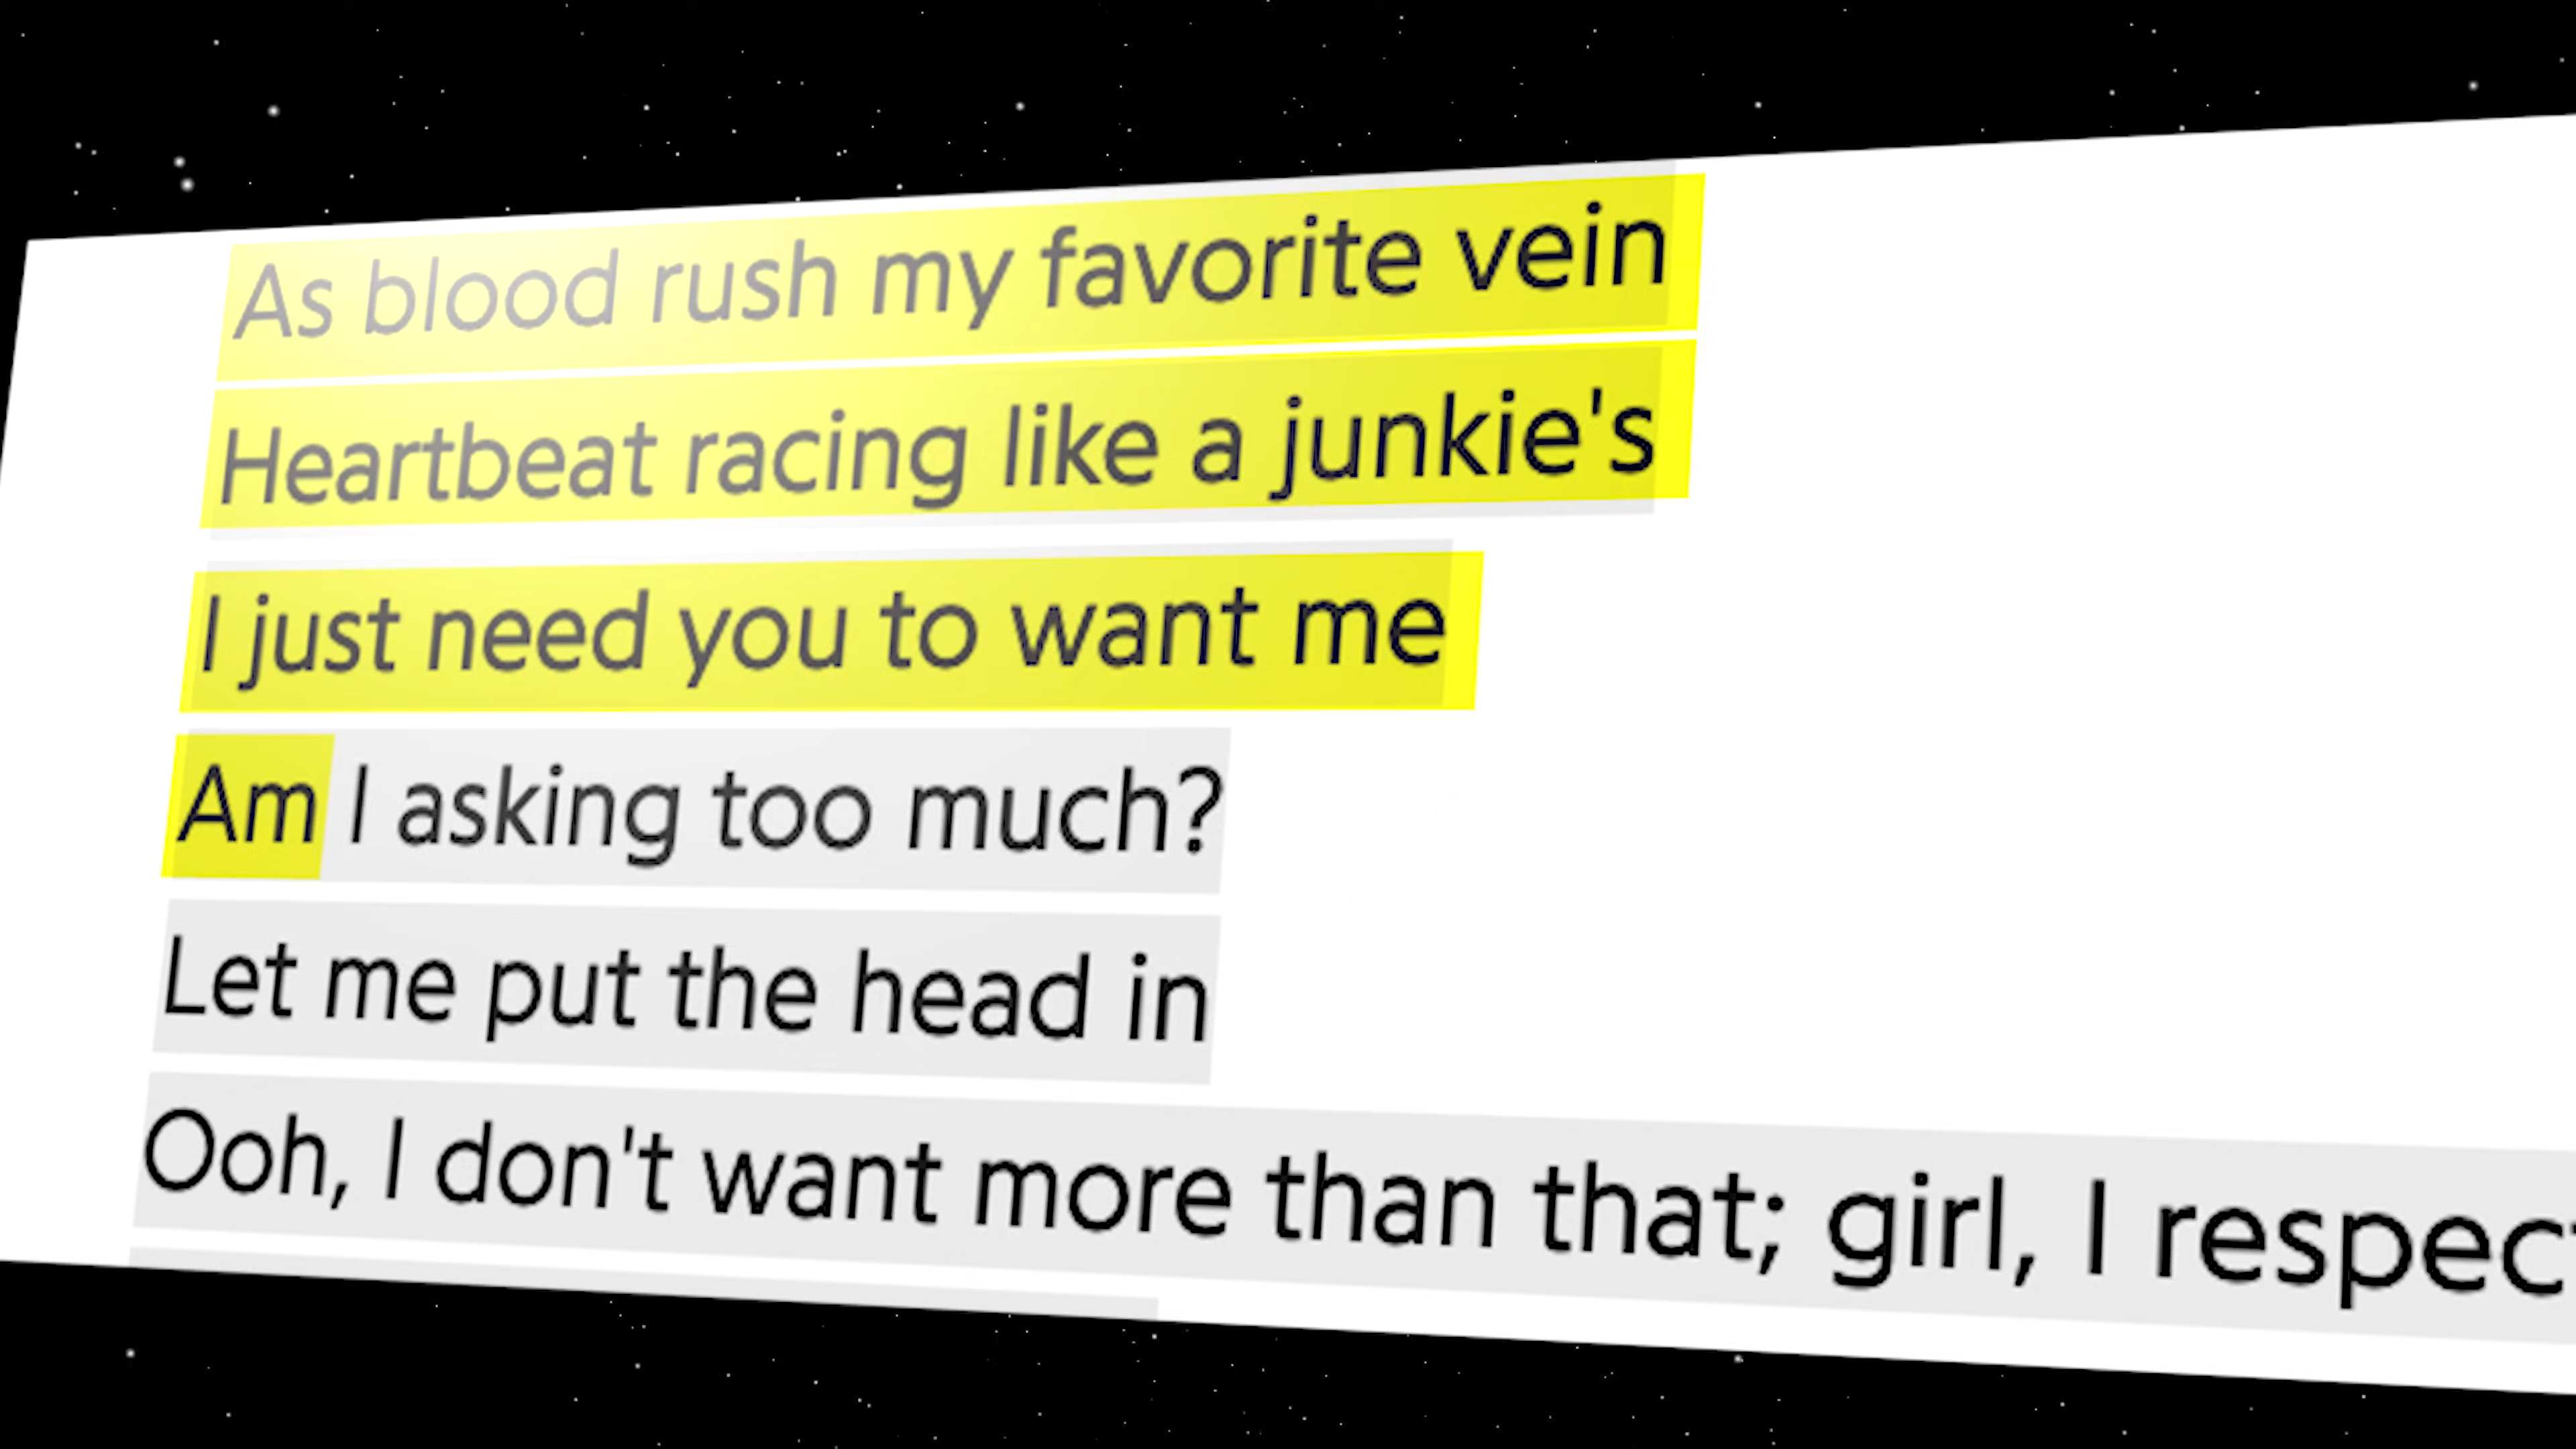 As blood rush my favorite vein
Heartbeat racing like a junkie's
I just need you to want me
Am I asking too much?
Let me put the head in
Ooh, I don't want more than that; girl, I respec